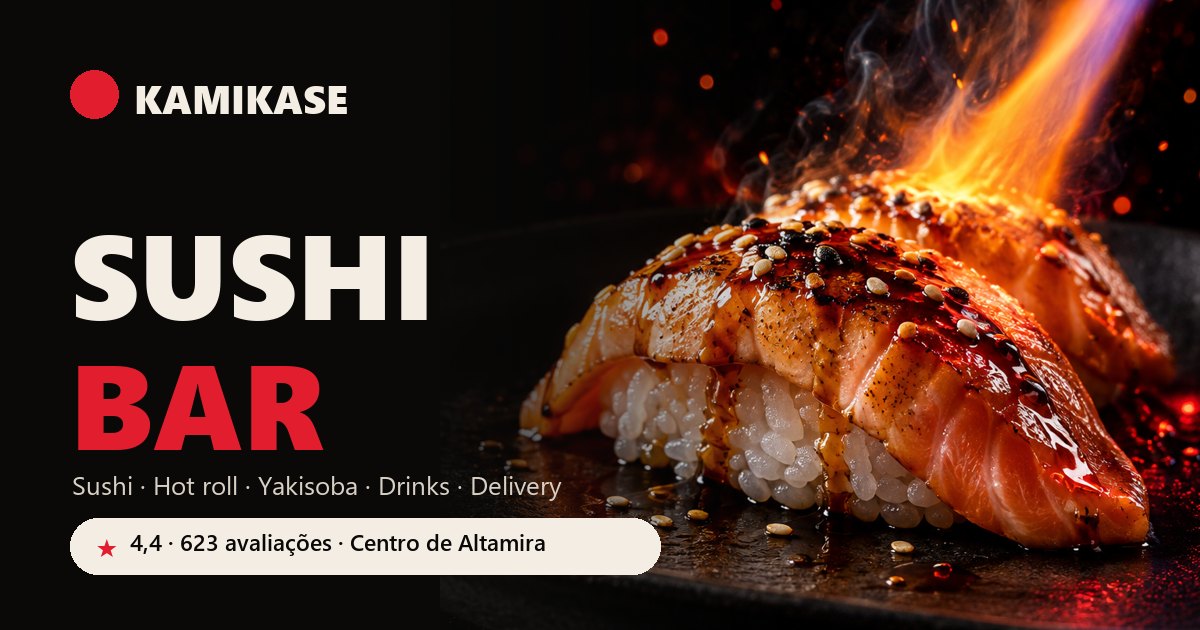 KAMIKASE
SUSHI
BAR
Sushi · Hot roll · Yakisoba · Drinks · Delivery
★ 4,4 · 623 avaliações · Centro de Altamira